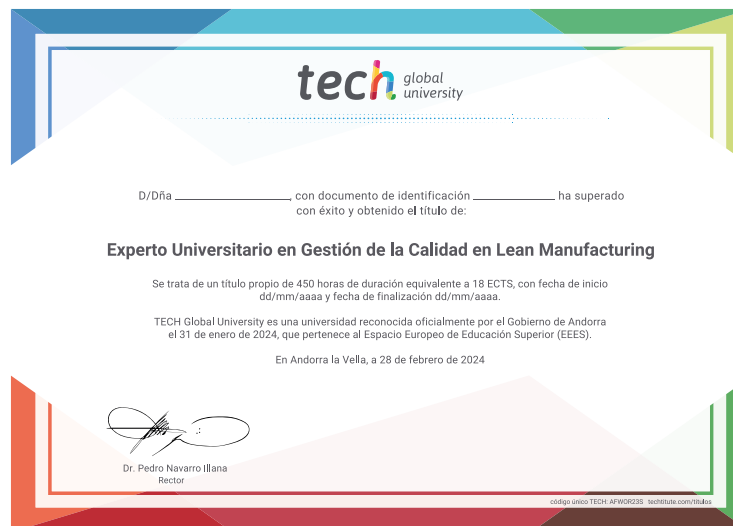 tech global
university
D/Dña ______________, con documento de identificación __________ ha superado
con éxito y obtenido el título de:
Experto Universitario en Gestión de la Calidad en Lean Manufacturing
Se trata de un título propio de 450 horas de duración equivalente a 18 ECTS, con fecha de inicio
dd/mm/aaaa y fecha de finalización dd/mm/aaaa.
TECH Global University es una universidad reconocida oficialmente por el Gobierno de Andorra
el 31 de enero de 2024, que pertenece al Espacio Europeo de Educación Superior (EEES).
En Andorra la Vella, a 28 de febrero de 2024
Dr. Pedro Navarro Illana
Rector
código único TECH: AFWOR23S techtitute.com/titulos